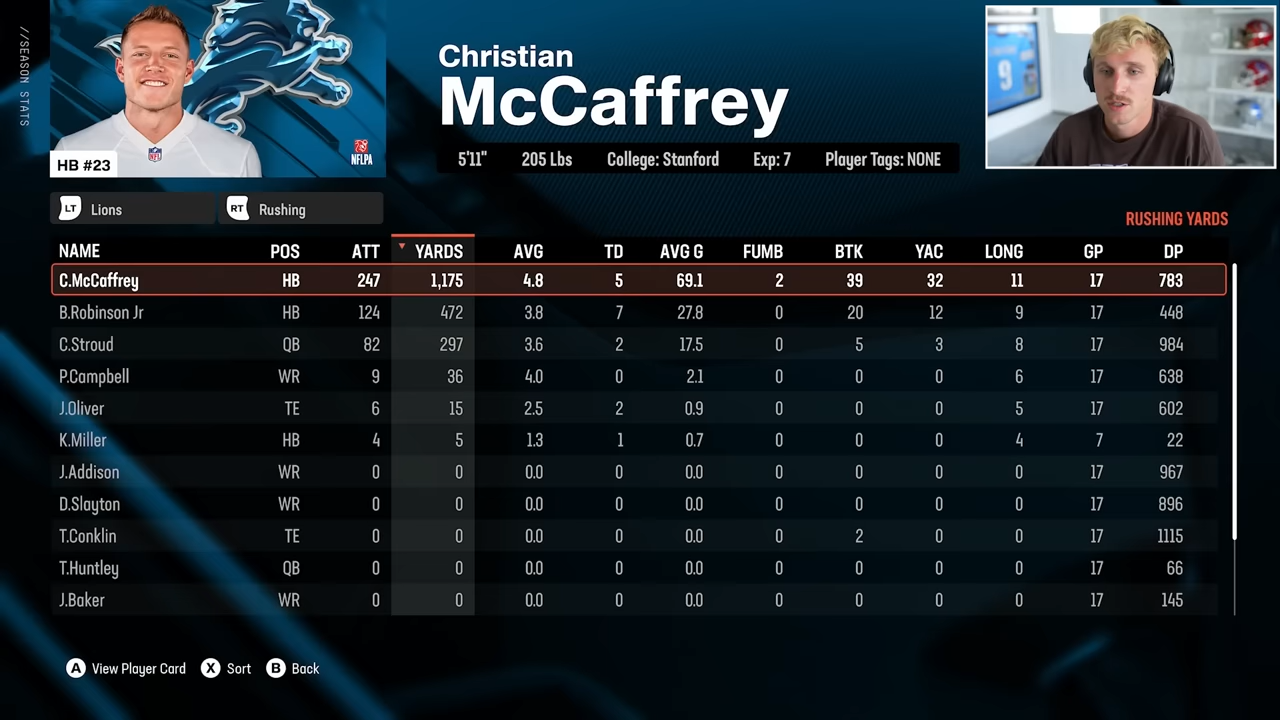 //SEASON STATS
HB #23
NFLPA
Christian
McCaffrey
5'11" 205 Lbs College: Stanford Exp: 7 Player Tags: NONE
9
LT Lions RT Rushing
RUSHING YARDS
NAME POS ATT YARDS AVG TD AVG G FUMB BTK YAC LONG GP DP
C.McCaffrey HB 247 1,175 4.8 5 69.1 2 39 32 11 17 783
B.Robinson Jr HB 124 472 3.8 7 27.8 0 20 12 9 17 448
C.Stroud QB 82 297 3.6 2 17.5 0 5 3 8 17 984
P.Campbell WR 9 36 4.0 0 2.1 0 0 0 6 17 638
J.Oliver TE 6 15 2.5 2 0.9 0 0 0 5 17 602
K.Miller HB 4 5 1.3 1 0.7 0 0 0 4 7 22
J.Addison WR 0 0 0.0 0 0.0 0 0 0 0 17 967
D.Slayton WR 0 0 0.0 0 0.0 0 0 0 0 17 896
T.Conklin TE 0 0 0.0 0 0.0 0 2 0 0 17 1115
T.Huntley QB 0 0 0.0 0 0.0 0 0 0 0 17 66
J.Baker WR 0 0 0.0 0 0.0 0 0 0 0 17 145
A View Player Card X Sort B Back